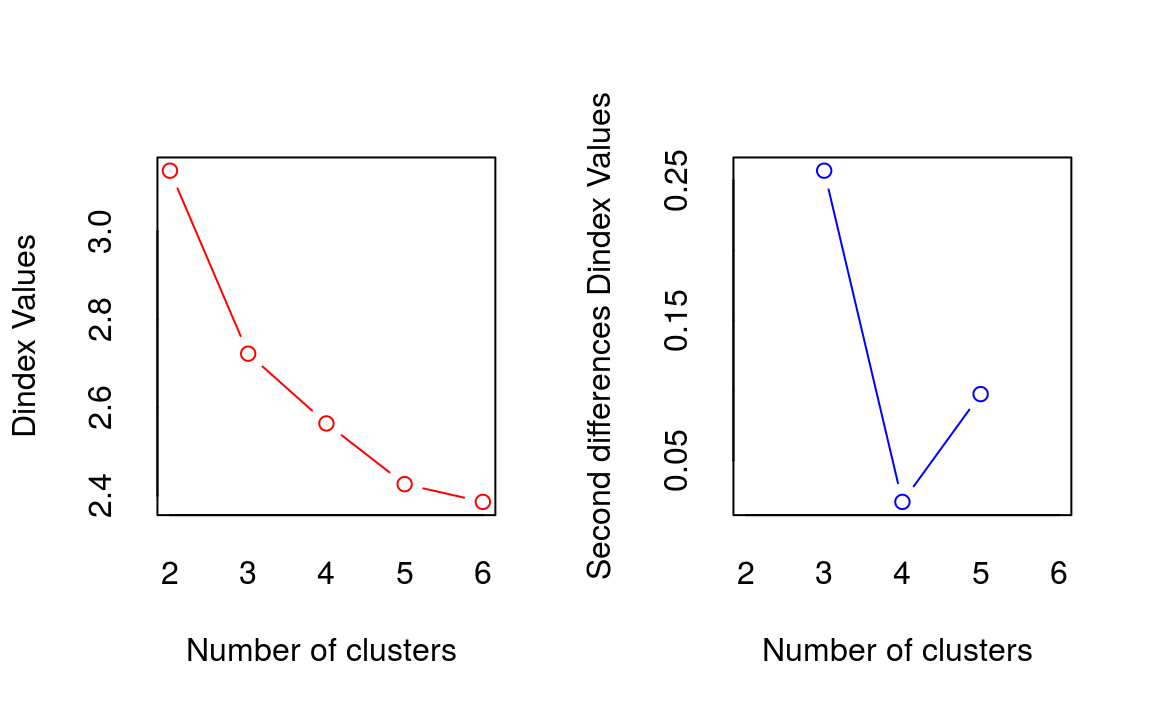 Dindex Values
3.0
2.8
2.6
2.4
2 3 4 5 6
Number of clusters
Second differences Dindex Values
0.25
0.15
0.05
2 3 4 5 6
Number of clusters